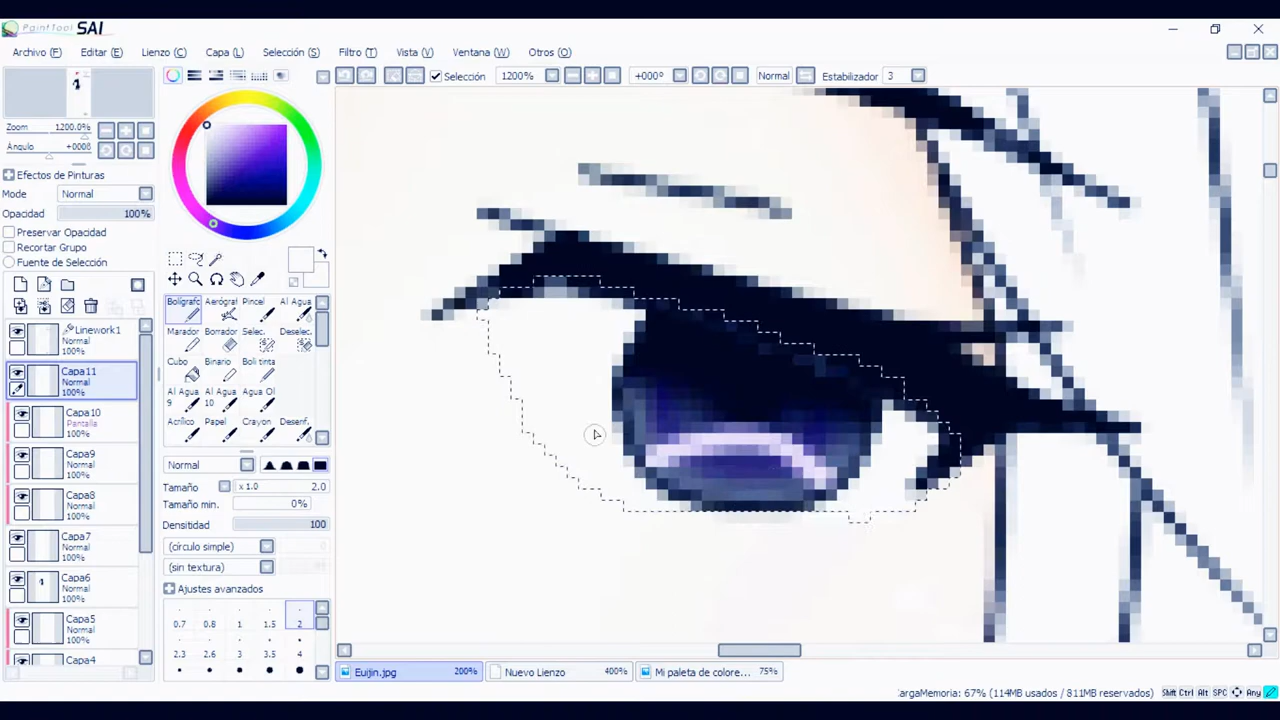 PaintTool SAI
Archivo (F) Editar (E) Lienzo (C) Capa (L) Selección (S) Filtro (T) Vista (V) Ventana (W) Otros (O)
Selección 1200% +000º Normal Estabilizador 3
Zoom 1200.0%
Ángulo +000º
Efectos de Pinturas
Mode Normal
Opacidad 100%
Preservar Opacidad
Recortar Grupo
Fuente de Selección
Linework1
100%
Capa11
Normal
100%
Capa10
Pantalla
100%
Capa9
Normal
100%
Capa8
Normal
100%
Capa7
Normal
100%
Capa6
Normal
100%
Capa5
Normal
100%
Capa4
Bolígrafo Aerógraf Pincel Al Agua
Marador Borrador Selec. Deselec.
Cubo Binario Boli tinta
Al Agua 9 Al Agua 10 Agua Ol
Acrílico Papel Crayon Desenf.
Normal
Tamaño x 1.0 2.0
Tamaño min. 0%
Densitidad 100
(círculo simple)
(sin textura)
Ajustes avanzados
0.7 0.8 1 1.5 2
2.3 2.6 3 3.5 4
Euijin.jpg 200% Nuevo Lienzo 400% Mi paleta de colore... 75%
argaMemoria: 67% (114MB usados / 811MB reservados) Shift Ctrl Alt SPC Any